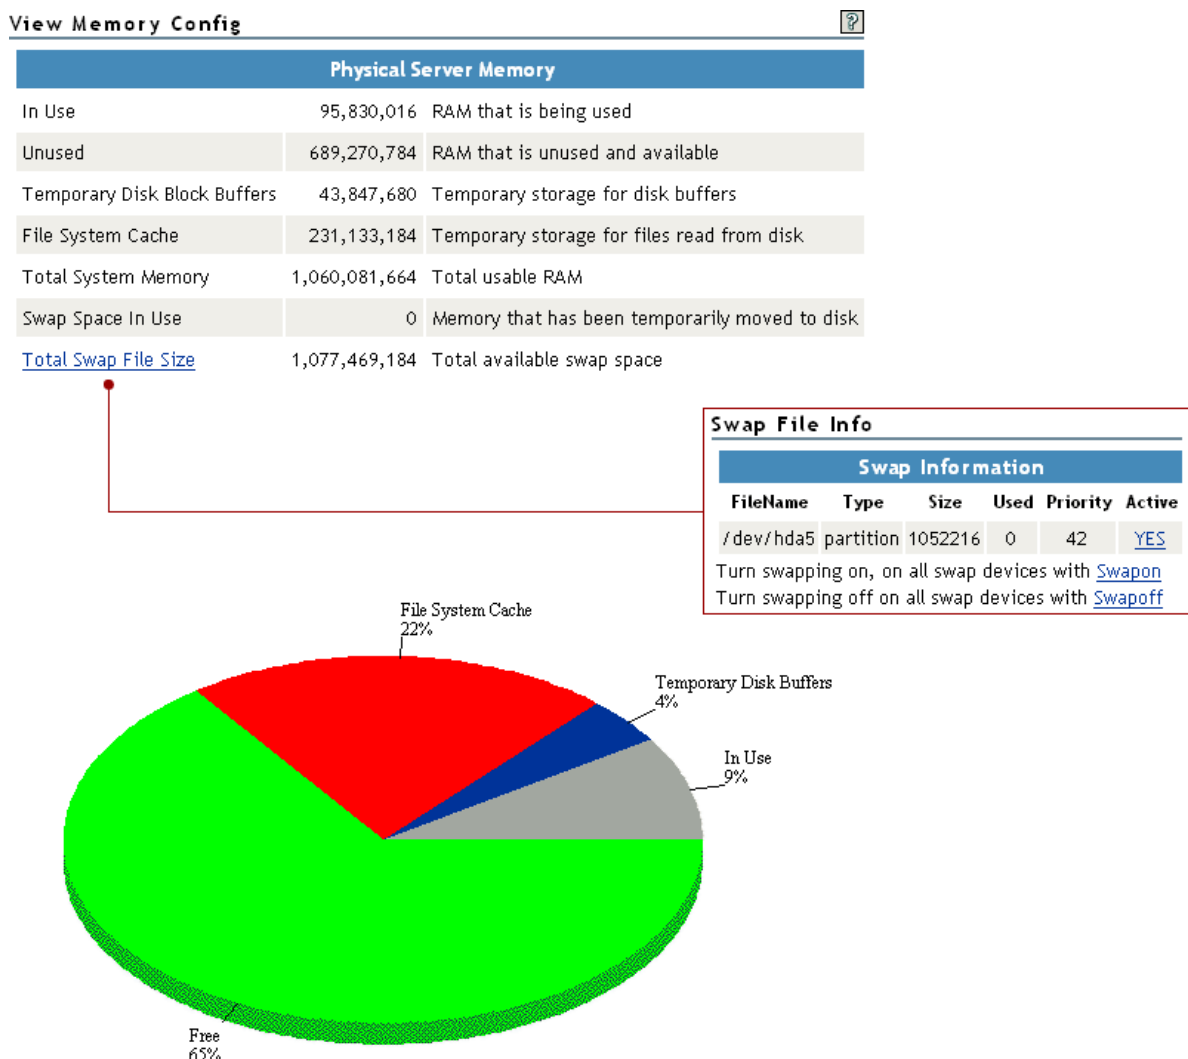 View Memory Config
?
Physical Server Memory
In Use 95,830,016 RAM that is being used
Unused 689,270,784 RAM that is unused and available
Temporary Disk Block Buffers 43,847,680 Temporary storage for disk buffers
File System Cache 231,133,184 Temporary storage for files read from disk
Total System Memory 1,060,081,664 Total usable RAM
Swap Space In Use 0 Memory that has been temporarily moved to disk
Total Swap File Size 1,077,469,184 Total available swap space
Swap File Info
Swap Information
FileName Type Size Used Priority Active
/dev/hda5 partition 1052216 0 42 YES
Turn swapping on, on all swap devices with Swapon
Turn swapping off on all swap devices with Swapoff
File System Cache
22%
Temporary Disk Buffers
4%
In Use
9%
Free
65%